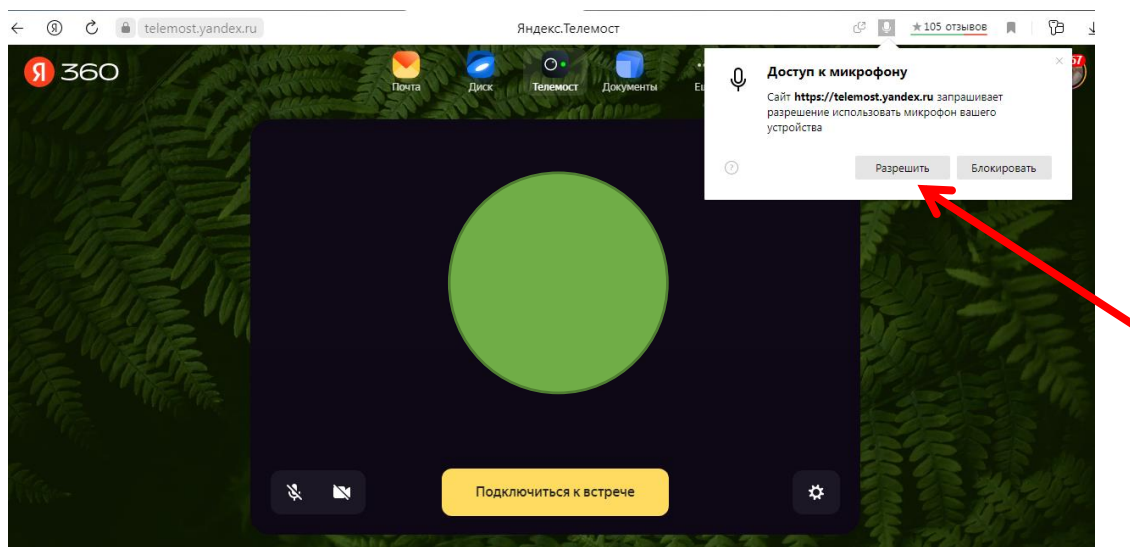 telemost.yandex.ru
Яндекс.Телемост
★ 105 отзывов
Я 360
Почта
Диск
Телемост
Документы
Доступ к микрофону
Сайт https://telemost.yandex.ru запрашивает
разрешение использовать микрофон вашего
устройства
Разрешить
Блокировать
Подключиться к встрече